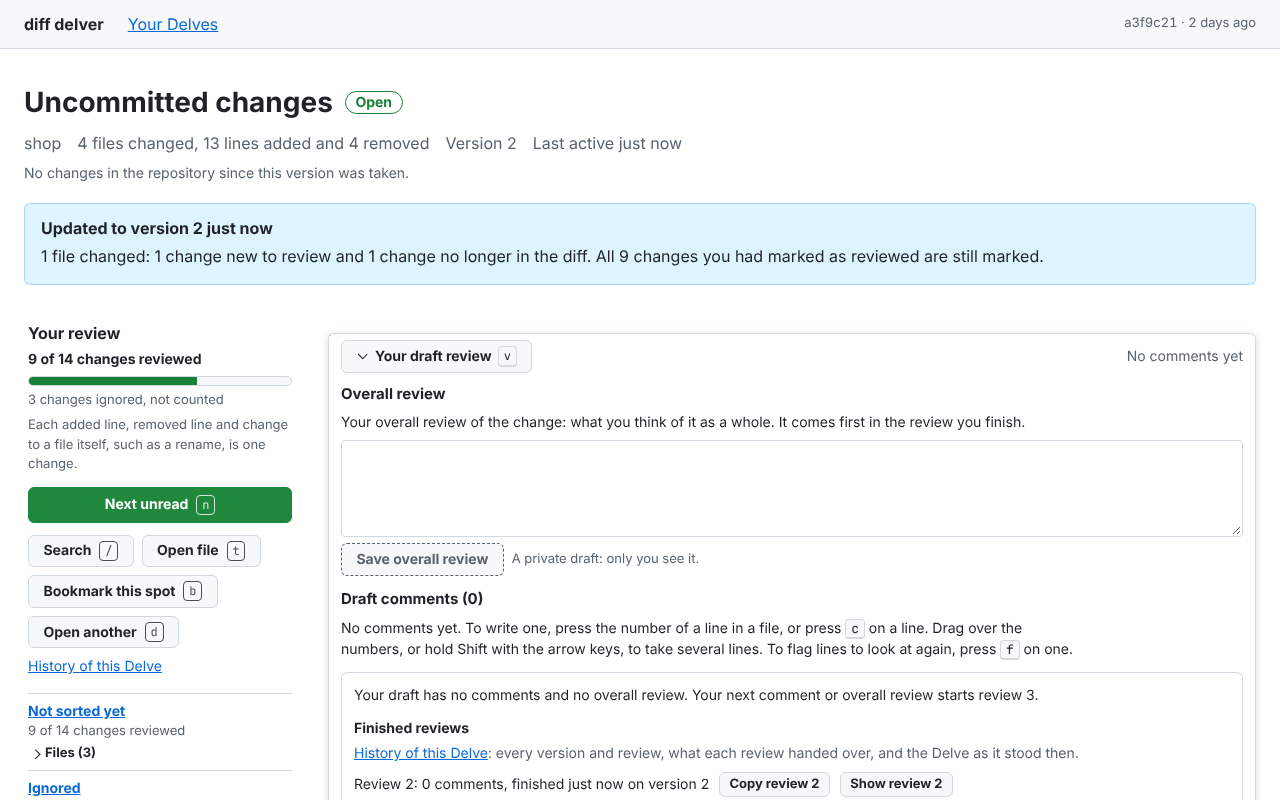 diff delver Your Delves a3f9c21 · 2 days ago
Uncommitted changes Open
shop 4 files changed, 13 lines added and 4 removed Version 2 Last active just now
No changes in the repository since this version was taken.
Updated to version 2 just now
1 file changed: 1 change new to review and 1 change no longer in the diff. All 9 changes you had marked as reviewed are still marked.
Your review
9 of 14 changes reviewed
3 changes ignored, not counted
Each added line, removed line and change
to a file itself, such as a rename, is one
change.
Next unread n
Search / Open file t
Bookmark this spot b
Open another d
History of this Delve
Not sorted yet
9 of 14 changes reviewed
Files (3)
Ignored
Your draft review v No comments yet
Overall review
Your overall review of the change: what you think of it as a whole. It comes first in the review you finish.
Save overall review A private draft: only you see it.
Draft comments (0)
No comments yet. To write one, press the number of a line in a file, or press c on a line. Drag over the
numbers, or hold Shift with the arrow keys, to take several lines. To flag lines to look at again, press f on one.
Your draft has no comments and no overall review. Your next comment or overall review starts review 3.
Finished reviews
History of this Delve: every version and review, what each review handed over, and the Delve as it stood then.
Review 2: 0 comments, finished just now on version 2 Copy review 2 Show review 2